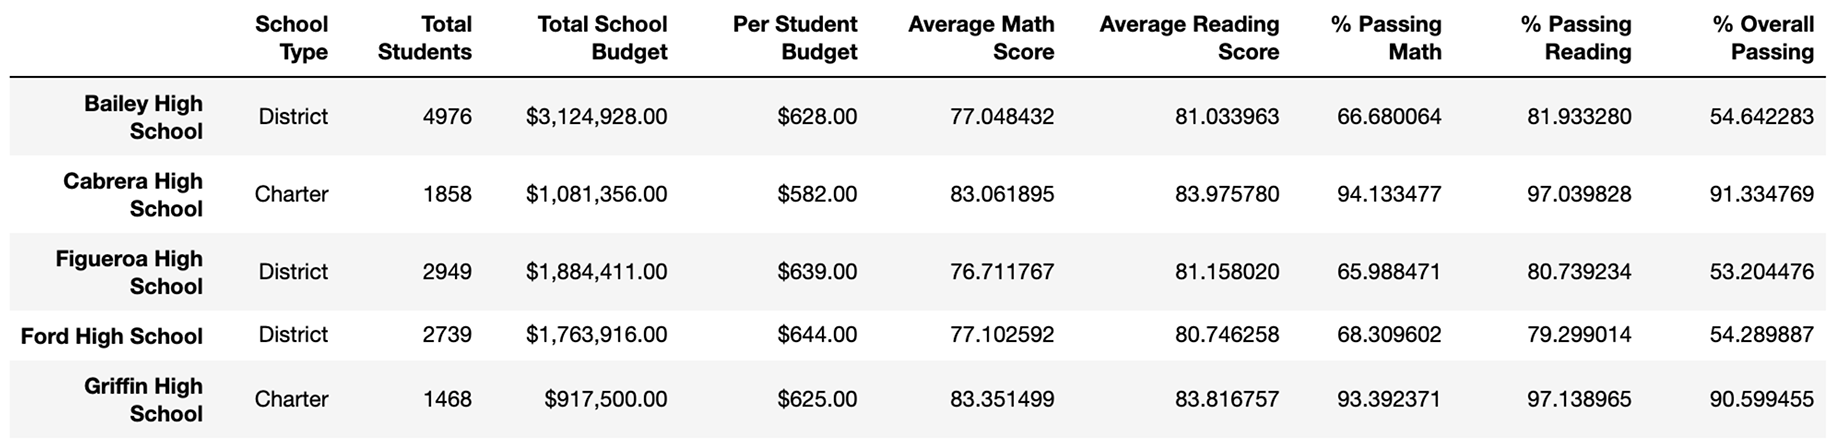 School Total Total School Per Student Average Math Average Reading % Passing % Passing % Overall
Type Students Budget Budget Score Score Math Reading Passing
Bailey High
School District 4976 $3,124,928.00 $628.00 77.048432 81.033963 66.680064 81.933280 54.642283
Cabrera High
School Charter 1858 $1,081,356.00 $582.00 83.061895 83.975780 94.133477 97.039828 91.334769
Figueroa High
School District 2949 $1,884,411.00 $639.00 76.711767 81.158020 65.988471 80.739234 53.204476
Ford High School District 2739 $1,763,916.00 $644.00 77.102592 80.746258 68.309602 79.299014 54.289887
Griffin High
School Charter 1468 $917,500.00 $625.00 83.351499 83.816757 93.392371 97.138965 90.599455